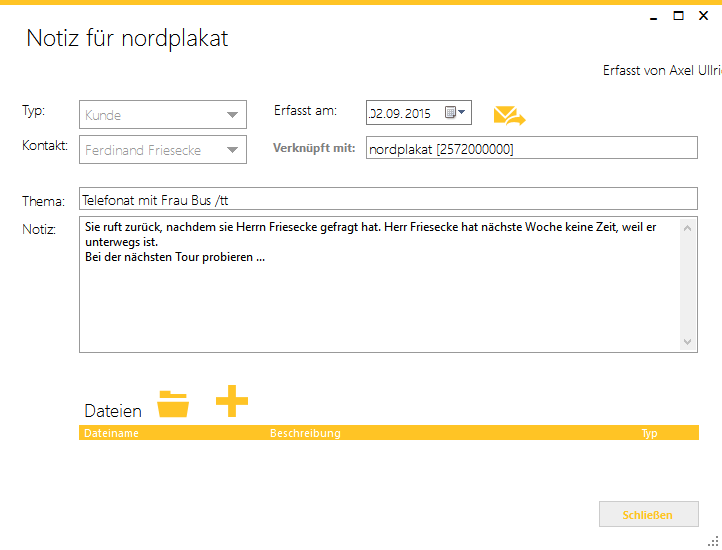 Notiz für nordplakat
Erfasst von Axel Ullri
Typ: Kunde Erfasst am: 02.09.2015
Kontakt: Ferdinand Friesecke Verknüpft mit: nordplakat [2572000000]
Thema: Telefonat mit Frau Bus /tt
Notiz: Sie ruft zurück, nachdem sie Herrn Friesecke gefragt hat. Herr Friesecke hat nächste Woche keine Zeit, weil er
unterwegs ist.
Bei der nächsten Tour probieren ...
Dateien
Dateiname Beschreibung Typ
Schließen